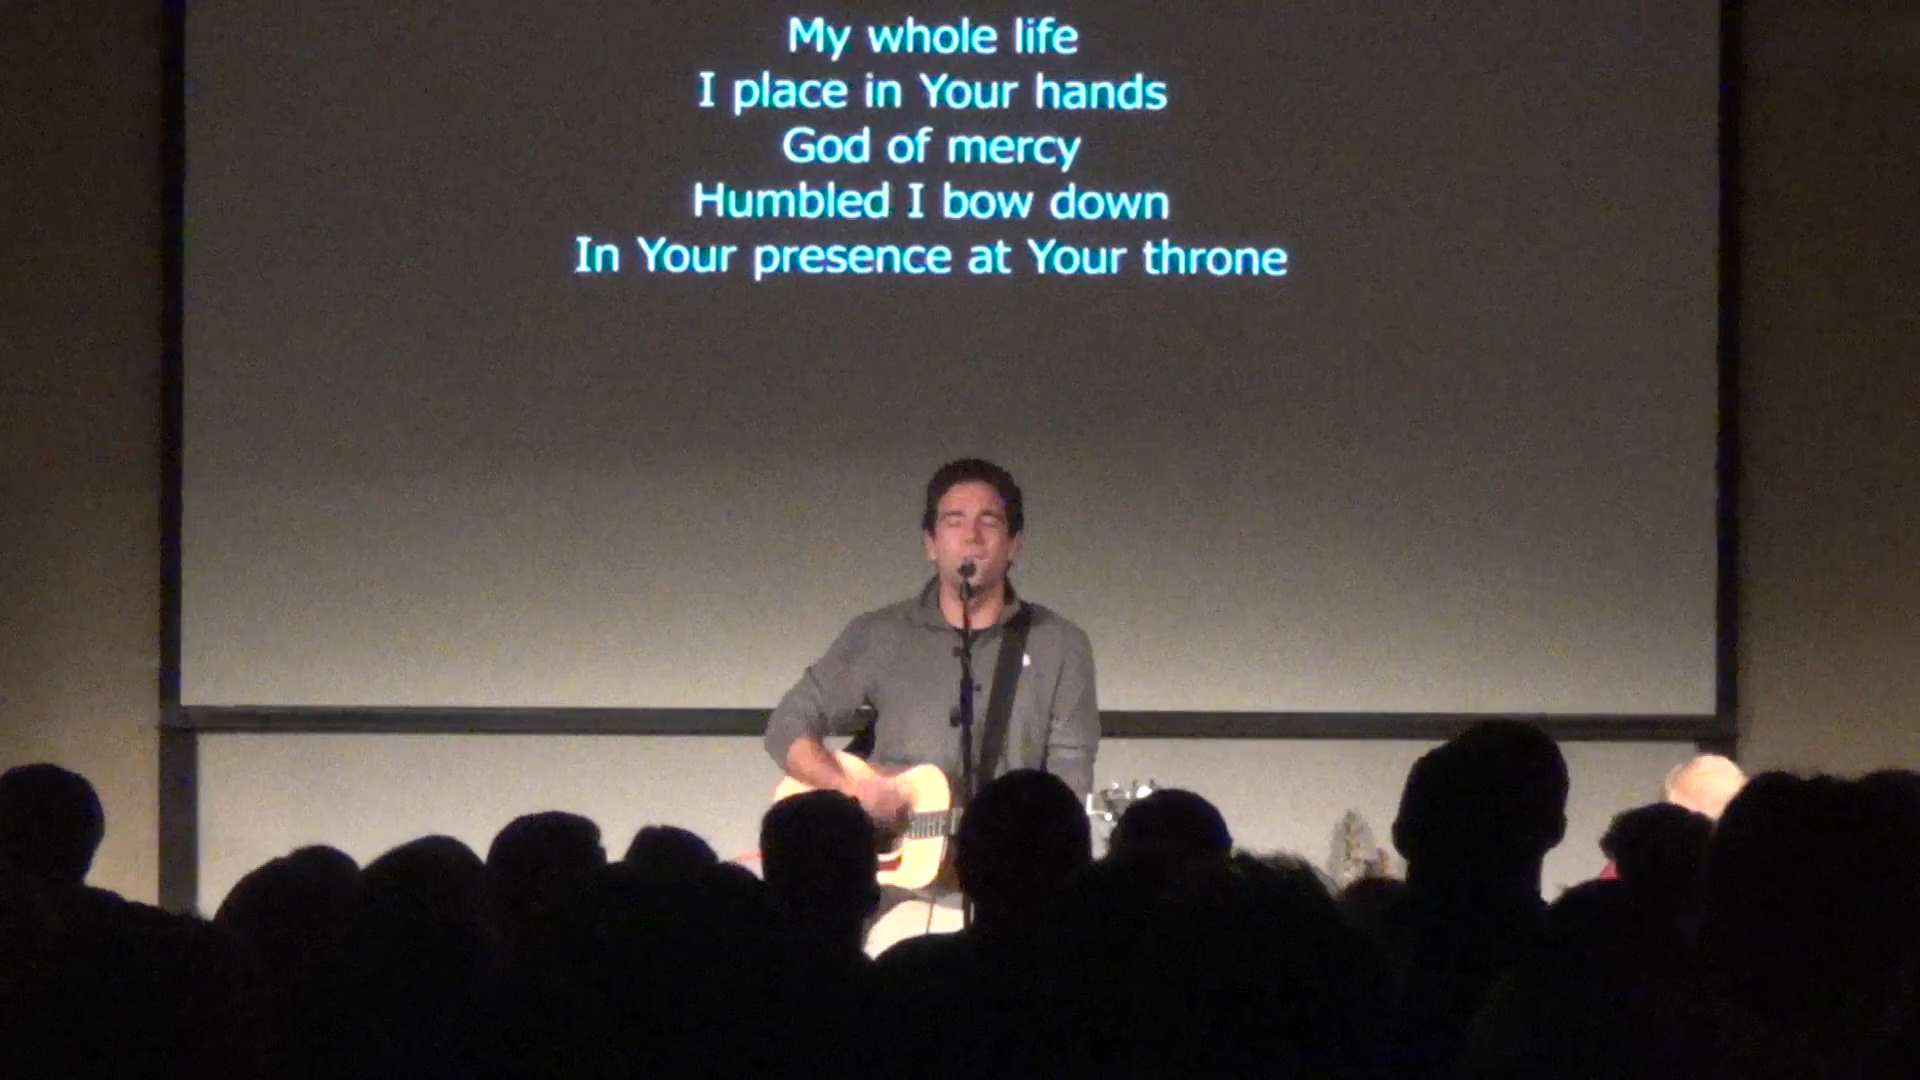 My whole life
I place in Your hands
God of mercy
Humbled I bow down
In Your presence at Your throne